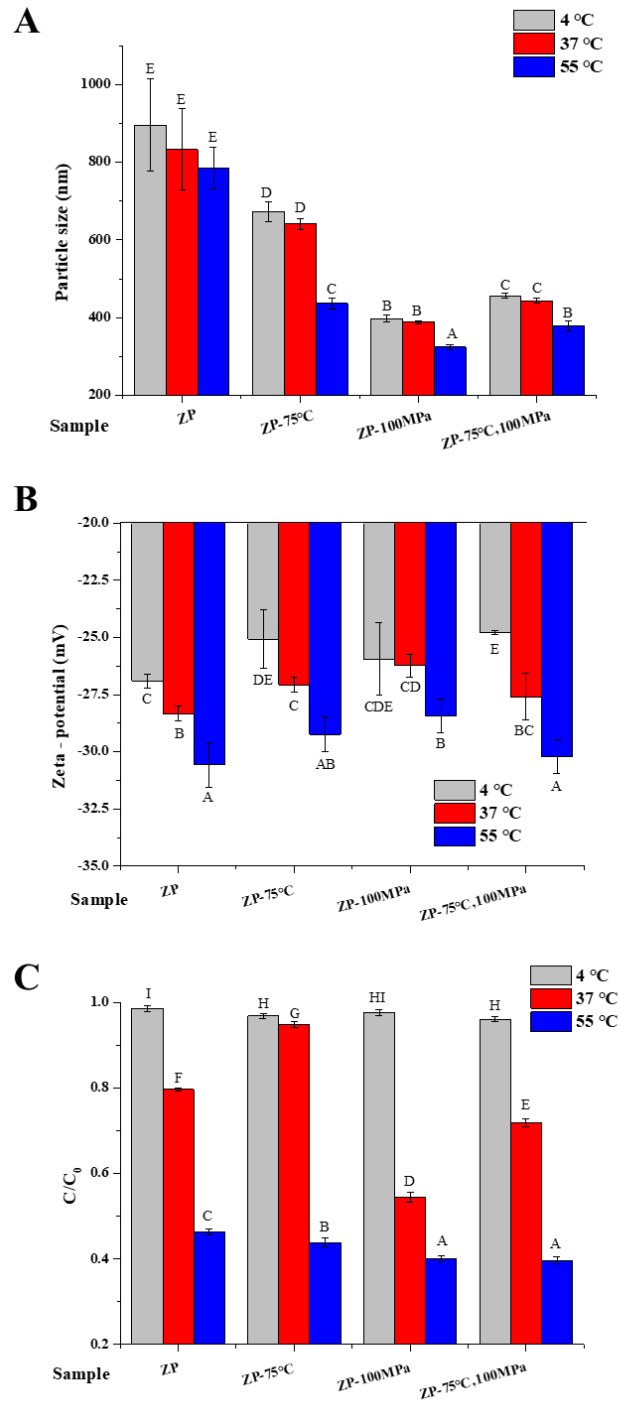 A
4 °C
37 °C
55 °C
Particle size (nm)
1000
800
600
400
200
E
E
E
D
D
C
B
B
A
C
C
B
Sample
ZP
ZP-75°C
ZP-100MPa
ZP-75°C,100MPa
B
Zeta - potential (mV)
-20.0
-22.5
-25.0
-27.5
-30.0
-32.5
-35.0
C
B
A
DE
C
AB
CDE
CD
B
E
BC
A
4 °C
37 °C
55 °C
Sample
ZP
ZP-75°C
ZP-100MPa
ZP-75°C,100MPa
C
4 °C
37 °C
55 °C
C/C₀
1.0
0.8
0.6
0.4
0.2
I
F
C
H
G
B
HI
D
A
H
E
A
Sample
ZP
ZP-75°C
ZP-100MPa
ZP-75°C,100MPa